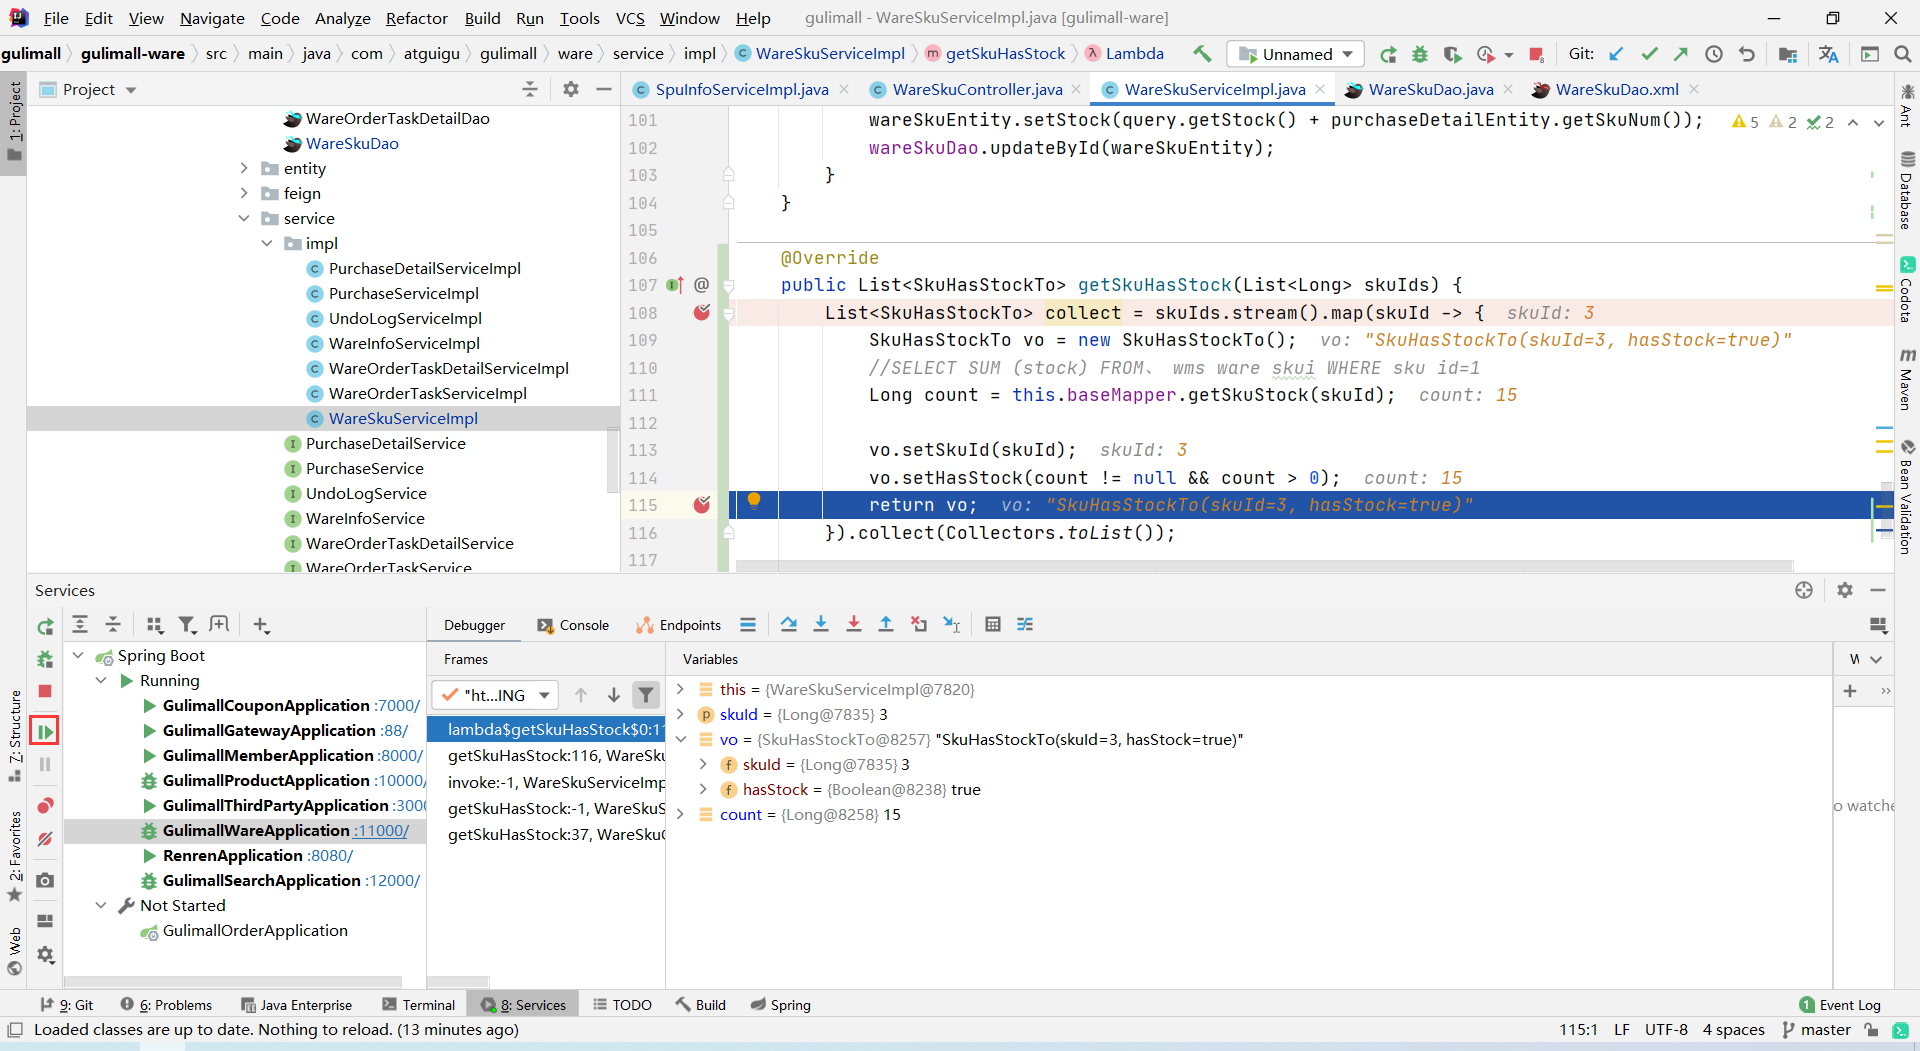 File Edit View Navigate Code Analyze Refactor Build Run Tools VCS Window Help gulimall - WareSkuServiceImpl.java [gulimall-ware]
gulimall gulimall-ware src main java com atguigu gulimall ware service impl WareSkuServiceImpl getSkuHasStock Lambda Unnamed Git:
1: Project
7: Structure
2: Favorites
Web
Project
WareOrderTaskDetailDao
WareSkuDao
entity
feign
service
impl
PurchaseDetailServiceImpl
PurchaseServiceImpl
UndoLogServiceImpl
WareInfoServiceImpl
WareOrderTaskDetailServiceImpl
WareOrderTaskServiceImpl
WareSkuServiceImpl
PurchaseDetailService
PurchaseService
UndoLogService
WareInfoService
WareOrderTaskDetailService
WareOrderTaskService
SpuInfoServiceImpl.java WareSkuController.java WareSkuServiceImpl.java WareSkuDao.java WareSkuDao.xml
5 2 2
101 wareSkuEntity.setStock(query.getStock() + purchaseDetailEntity.getSkuNum());
102 wareSkuDao.updateById(wareSkuEntity);
103 }
104 }
105
106 @Override
107 @ public List<SkuHasStockTo> getSkuHasStock(List<Long> skuIds) {
108 List<SkuHasStockTo> collect = skuIds.stream().map(skuId -> { skuId: 3
109 SkuHasStockTo vo = new SkuHasStockTo(); vo: "SkuHasStockTo(skuId=3, hasStock=true)"
110 //SELECT SUM (stock) FROM、 wms ware skui WHERE sku id=1
111 Long count = this.baseMapper.getSkuStock(skuId); count: 15
112
113 vo.setSkuId(skuId); skuId: 3
114 vo.setHasStock(count != null && count > 0); count: 15
115 return vo; vo: "SkuHasStockTo(skuId=3, hasStock=true)"
116 }).collect(Collectors.toList());
117
Ant
Database
Codota
Maven
Bean Validation
Services
Spring Boot
Running
GulimallCouponApplication :7000/
GulimallGatewayApplication :88/
GulimallMemberApplication :8000/
GulimallProductApplication :10000/
GulimallThirdPartyApplication :3000
GulimallWareApplication :11000/
RenrenApplication :8080/
GulimallSearchApplication :12000/
Not Started
GulimallOrderApplication
Debugger Console Endpoints
Frames
"ht...ING
lambda$getSkuHasStock$0:11
getSkuHasStock:116, WareSku
invoke:-1, WareSkuServiceImp
getSkuHasStock:-1, WareSkuS
getSkuHasStock:37, WareSkuC
Variables
this = {WareSkuServiceImpl@7820}
skuId = {Long@7835} 3
vo = {SkuHasStockTo@8257} "SkuHasStockTo(skuId=3, hasStock=true)"
skuId = {Long@7835} 3
hasStock = {Boolean@8238} true
count = {Long@8258} 15
W
o watche
9: Git 6: Problems Java Enterprise Terminal 8: Services TODO Build Spring 1 Event Log
Loaded classes are up to date. Nothing to reload. (13 minutes ago) 115:1 LF UTF-8 4 spaces master